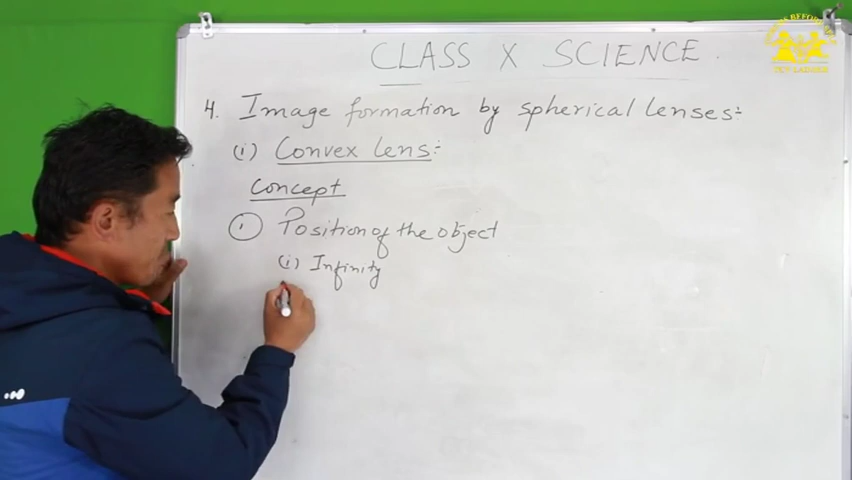 CLASS X SCIENCE
4. Image formation by spherical lenses:-
(i) Convex lens:-
Concept
(1) Position of the object
(i) Infinity